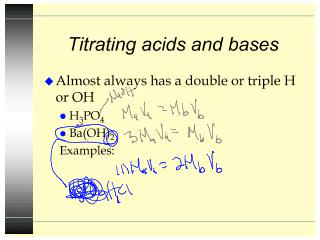 Titrating acids and bases
Almost always has a double or triple H
or OH
NaOH
H₃PO₄
MaVa = MbVb
Ba(OH)₂
3MaVa = MbVb
Examples:
1MaVa = 2MbVb